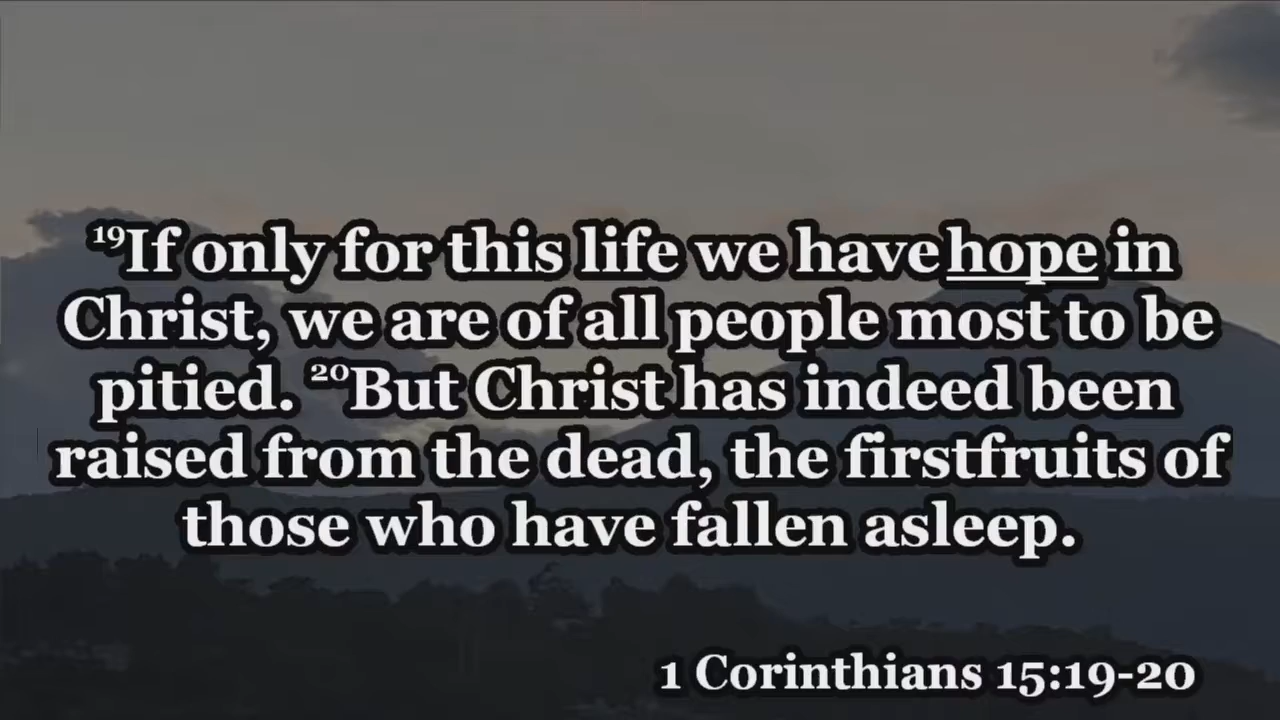 ¹⁹If only for this life we have hope in
Christ, we are of all people most to be
pitied. ²⁰But Christ has indeed been
raised from the dead, the firstfruits of
those who have fallen asleep.
1 Corinthians 15:19-20